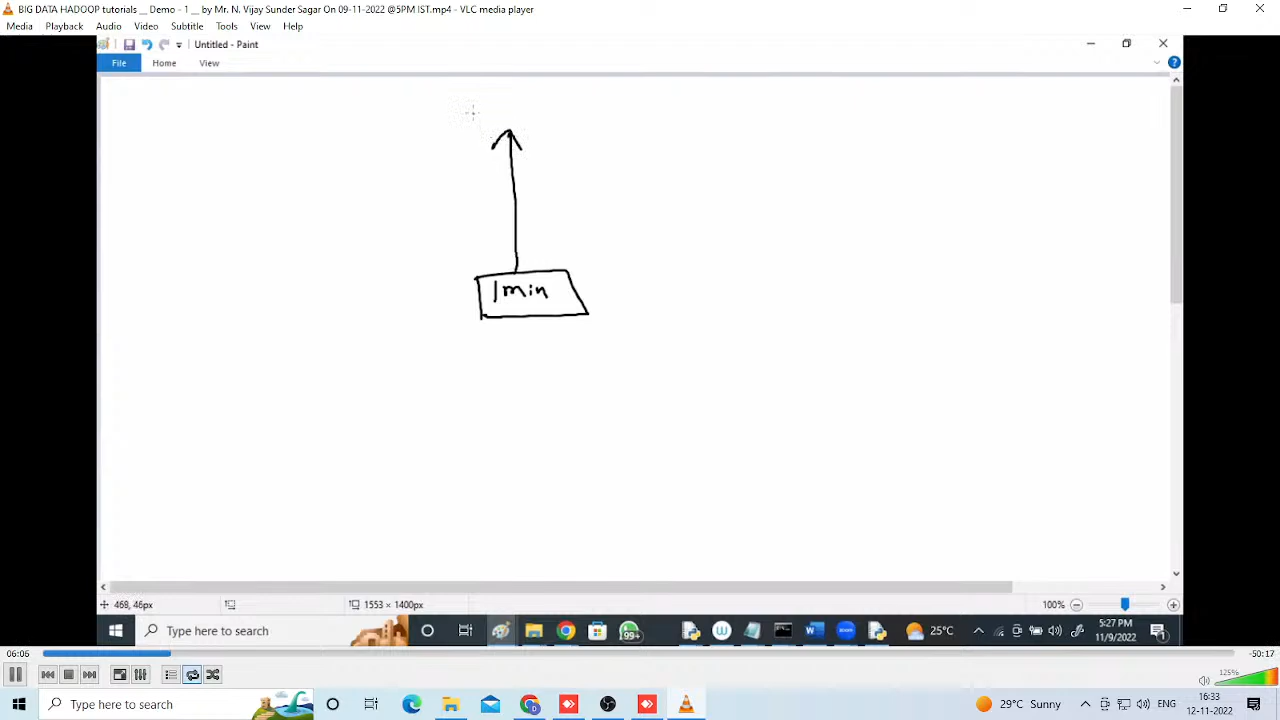 BIG DATA HADOOP tutorials __ Demo - 1 __ by Mr. N. Vijay Sunder Sagar On 09-11-2022 @5PM IST.mp4 - VLC media player
Media Playback Audio Video Subtitle Tools View Help
Untitled - Paint
File Home View
1min
468, 46px 1553 × 1400px 100%
Type here to search 99+ 25°C 5:27 PM
11/9/2022 1
06:06 -50:17
125%
Type here to search 29°C Sunny ENG 16:33
12-11-2022